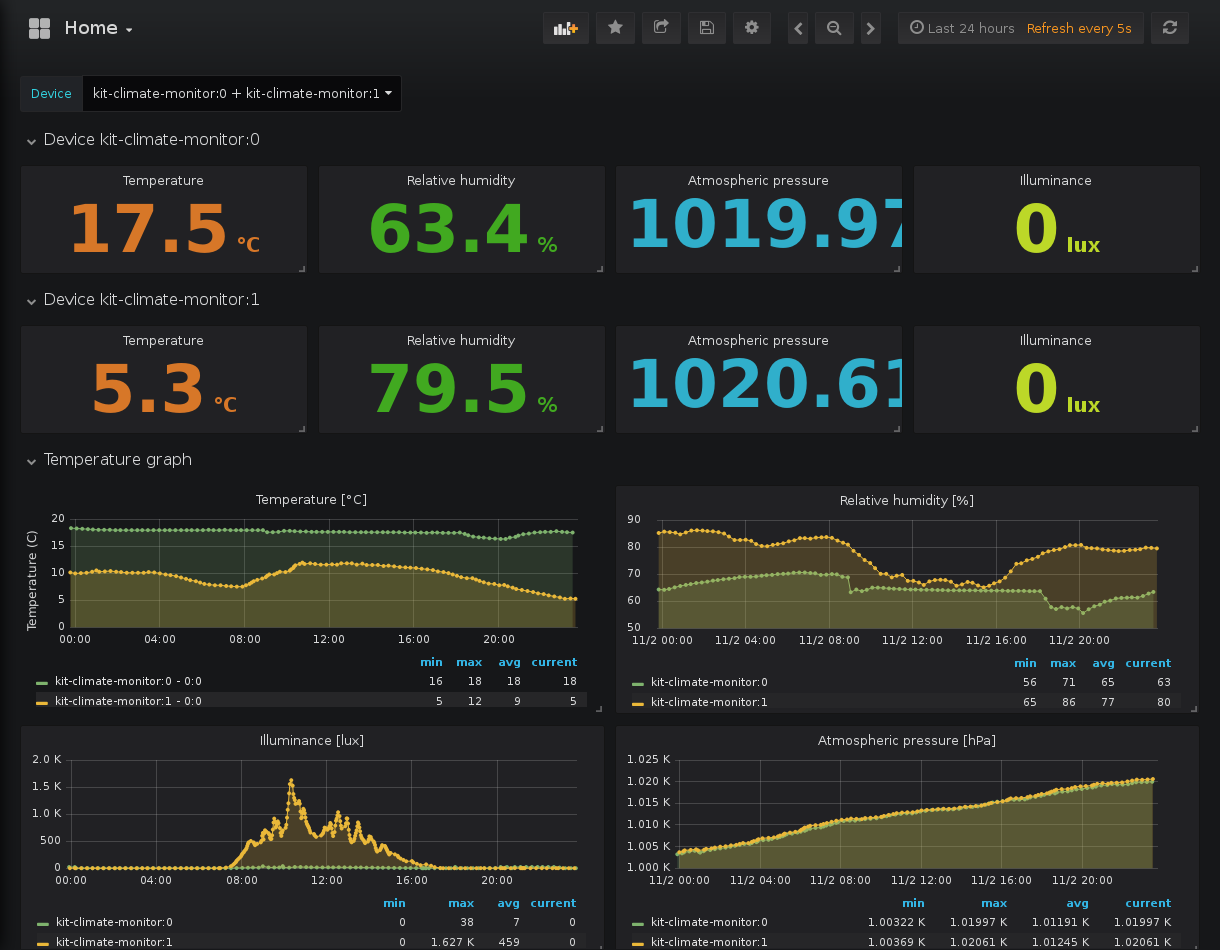 Home
Last 24 hours Refresh every 5s
Device kit-climate-monitor:0 + kit-climate-monitor:1
Device kit-climate-monitor:0
Temperature Relative humidity Atmospheric pressure Illuminance
17.5 °C 63.4 % 1019.97 0 lux
Device kit-climate-monitor:1
Temperature Relative humidity Atmospheric pressure Illuminance
5.3 °C 79.5 % 1020.61 0 lux
Temperature graph
Temperature [°C]
Temperature (C)
20
15
10
5
0
00:00 04:00 08:00 12:00 16:00 20:00
min max avg current
kit-climate-monitor:0 - 0:0 16 18 18 18
kit-climate-monitor:1 - 0:0 5 12 9 5
Relative humidity [%]
90
80
70
60
50
11/2 00:00 11/2 04:00 11/2 08:00 11/2 12:00 11/2 16:00 11/2 20:00
min max avg current
kit-climate-monitor:0 56 71 65 63
kit-climate-monitor:1 65 86 77 80
Illuminance [lux]
2.0 K
1.5 K
1.0 K
500
0
00:00 04:00 08:00 12:00 16:00 20:00
min max avg current
kit-climate-monitor:0 0 38 7 0
kit-climate-monitor:1 0 1.627 K 459 0
Atmospheric pressure [hPa]
1.025 K
1.020 K
1.015 K
1.010 K
1.005 K
1.000 K
11/2 00:00 11/2 04:00 11/2 08:00 11/2 12:00 11/2 16:00 11/2 20:00
min max avg current
kit-climate-monitor:0 1.00322 K 1.01997 K 1.01191 K 1.01997 K
kit-climate-monitor:1 1.00369 K 1.02061 K 1.01245 K 1.02061 K